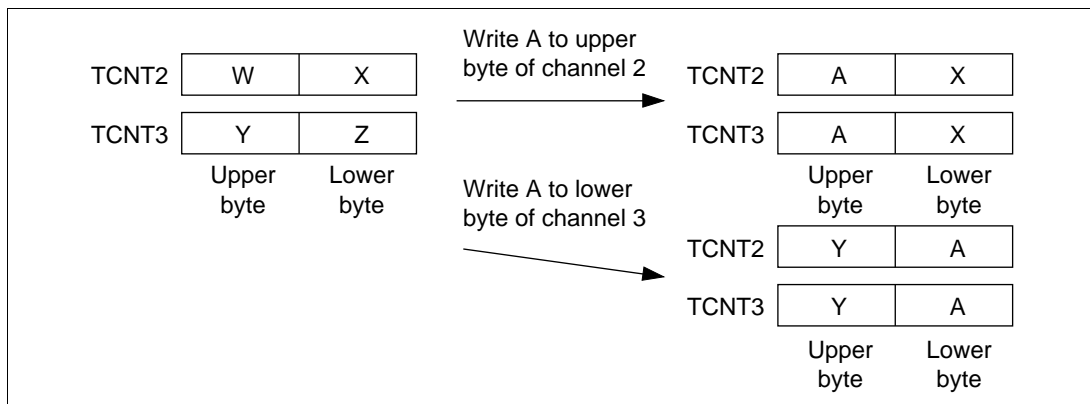 TCNT2 W X
TCNT3 Y Z
Upper byte Lower byte
Write A to upper
byte of channel 2
TCNT2 A X
TCNT3 A X
Upper byte Lower byte
Write A to lower
byte of channel 3
TCNT2 Y A
TCNT3 Y A
Upper byte Lower byte